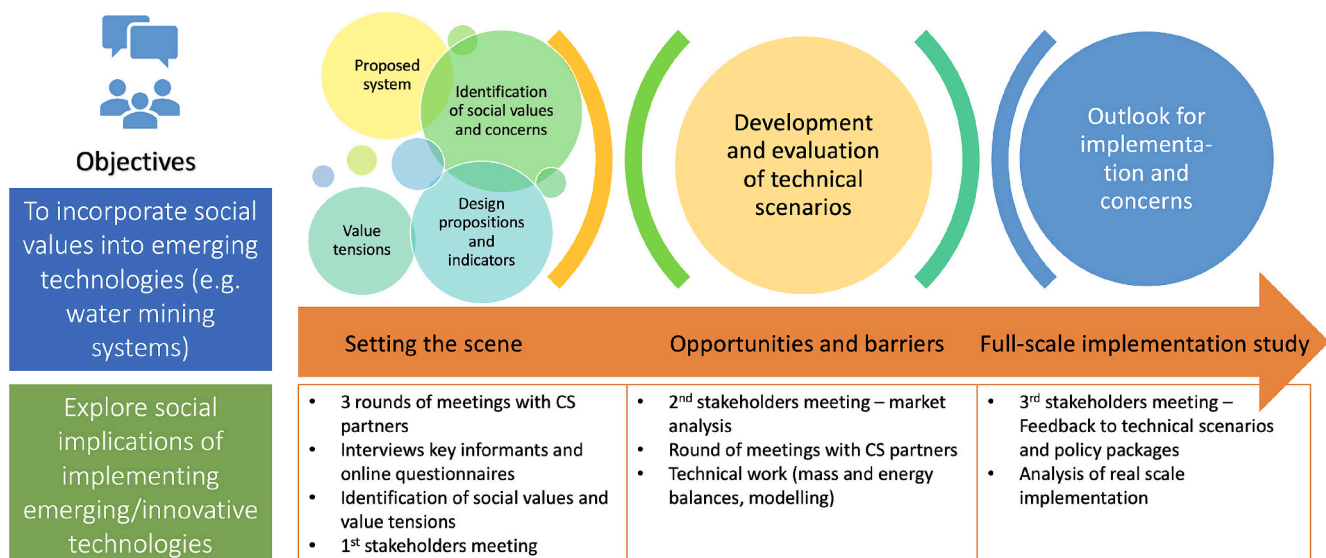 Objectives
To incorporate social
values into emerging
technologies (e.g.
water mining
systems)
Explore social
implications of
implementing
emerging/innovative
technologies
Proposed
system
Identification
of social values
and concerns
Value
tensions
Design
propositions
and
indicators
Development
and evaluation
of technical
scenarios
Outlook for
implementa-
tion and
concerns
Setting the scene
Opportunities and barriers
Full-scale implementation study
• 3 rounds of meetings with CS
partners
• Interviews key informants and
online questionnaires
• Identification of social values and
value tensions
• 1st stakeholders meeting
• 2nd stakeholders meeting – market
analysis
• Round of meetings with CS partners
• Technical work (mass and energy
balances, modelling)
• 3rd stakeholders meeting –
Feedback to technical scenarios
and policy packages
• Analysis of real scale
implementation